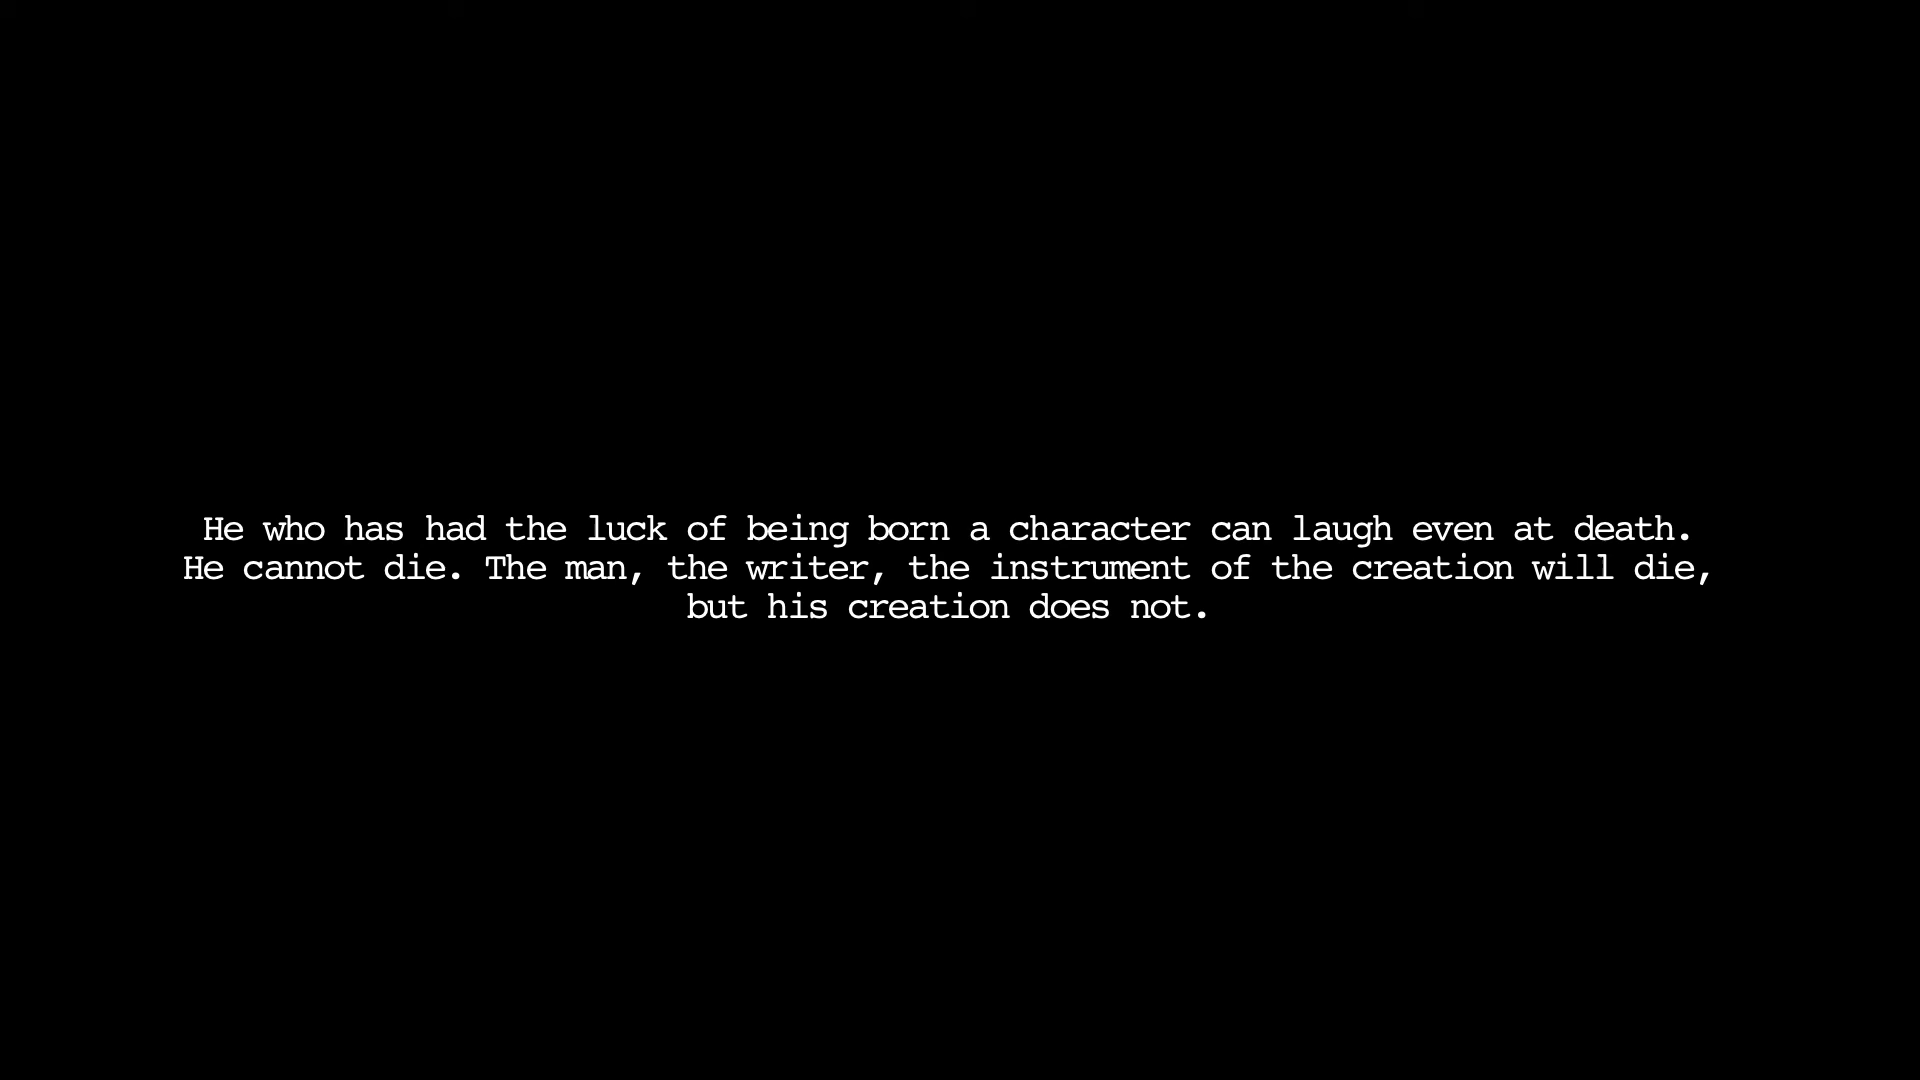 He who has had the luck of being born a character can laugh even at death.
He cannot die. The man, the writer, the instrument of the creation will die,
but his creation does not.